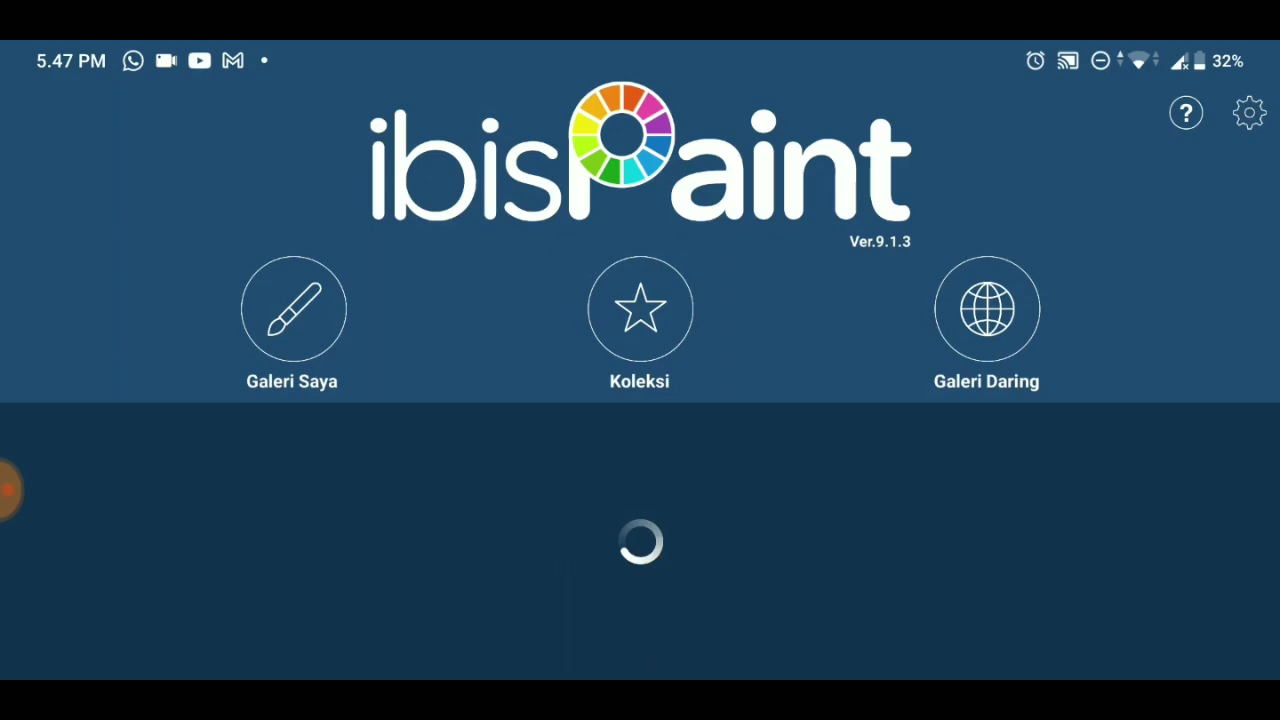 5.47 PM
32%
?
ibisPaint
Ver.9.1.3
Galeri Saya
Koleksi
Galeri Daring